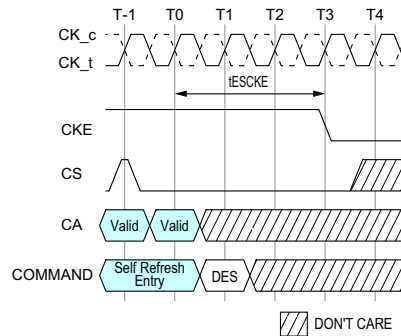 T-1 T0 T1 T2 T3 T4
CK_c
CK_t
tESCKE
CKE
CS
CA Valid Valid
COMMAND Self Refresh Entry DES
DON'T CARE